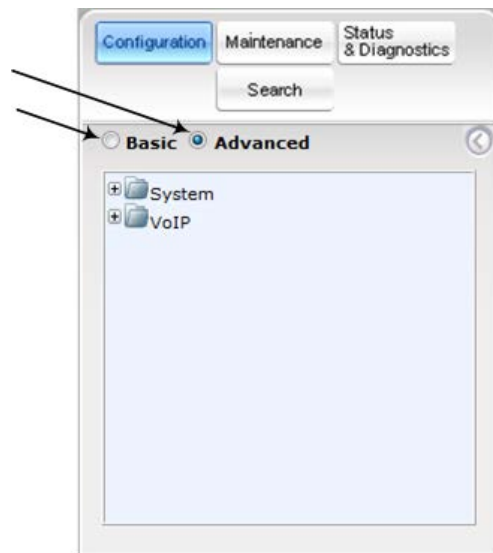 Configuration Maintenance Status
& Diagnostics
Search
Basic Advanced
System
VoIP